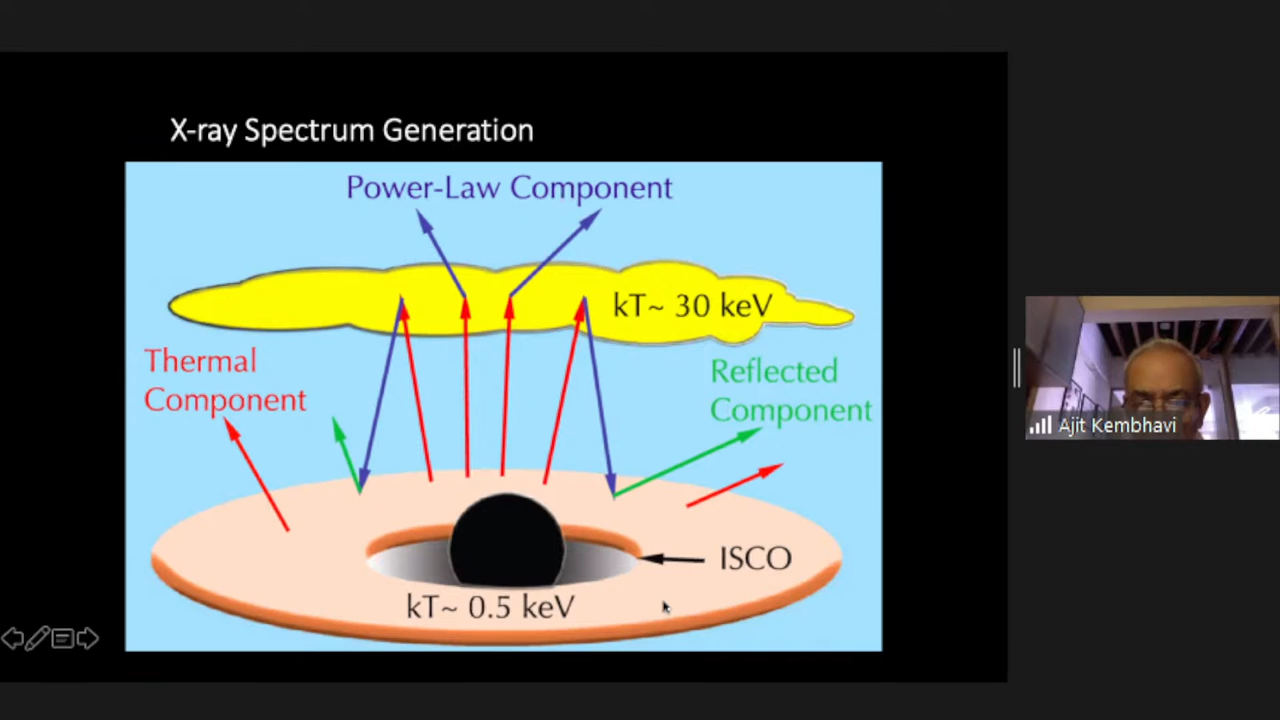 X-ray Spectrum Generation
Power-Law Component
kT~ 30 keV
Thermal
Component
Reflected
Component
ISCO
kT~ 0.5 keV
Ajit Kembhavi